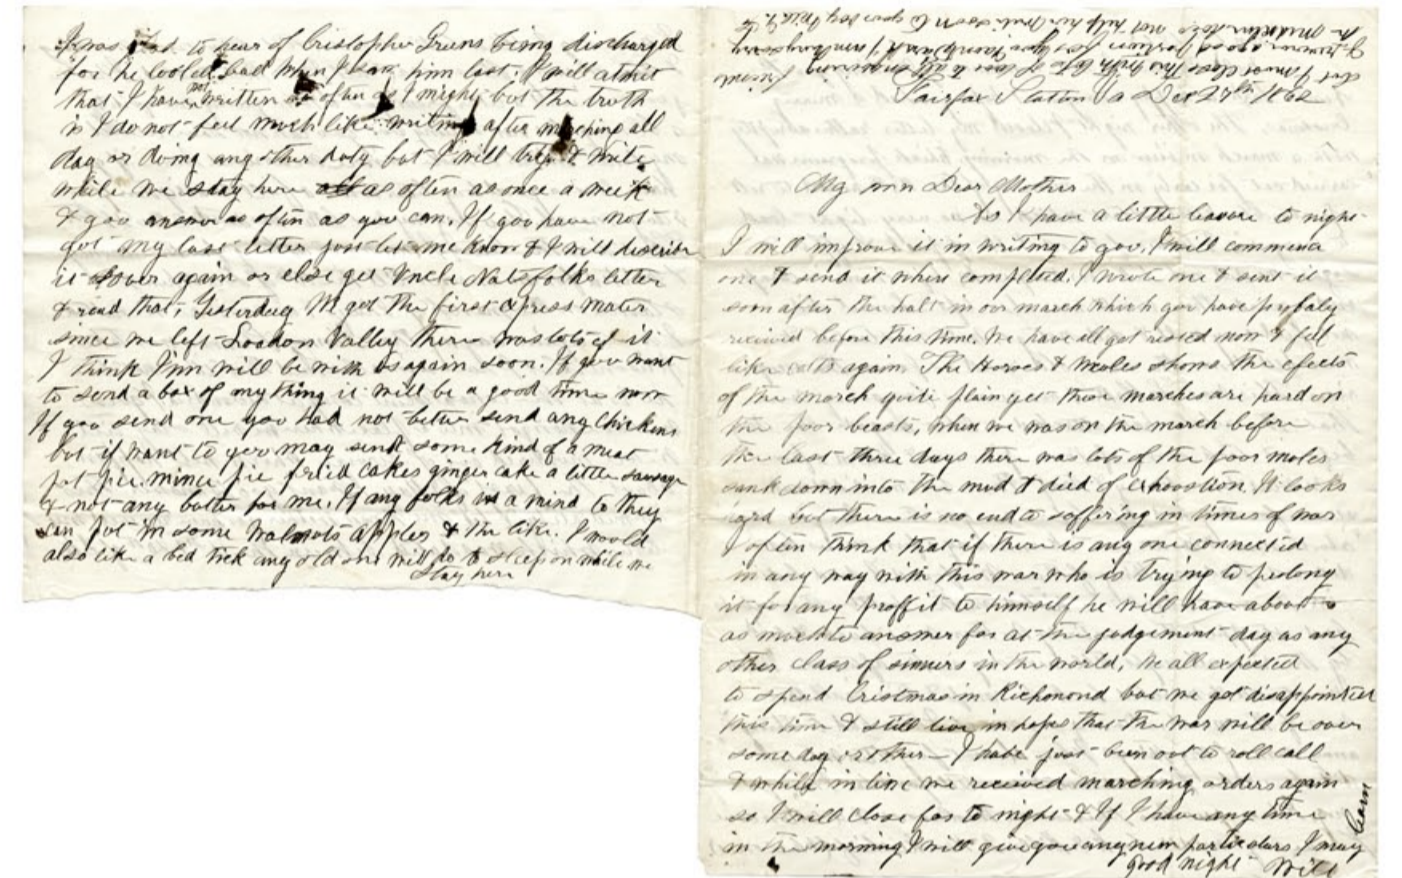 Fairfax Station Va Dec 27th 1862
My own Dear Mother
As I have a little leasure to night
I will improve it in writing to you. I will commence
one & send it when completed. I wrote one & sent it
soon after the halt in our march which you have probaly
recieved before this time. We have all got rested now & feel
like again. The Horses & mules shows the efects
of the march quite plain yet these marches are hard on
the poor beasts, when we was on the march before
the last three days there was lots of the poor mules
sunk down into the mud & died of exhaostion. It looks
hard but there is no end to suffering in times of war
I often think that if there is any one connected
in any way with this war who is trying to prolong
it for any proffit to himself he will have about
as much to answer for at the judgement day as any
other class of sinners in the world, We all expected
to spend Cristmas in Richmond but we got disappointed
this time & still live in hopes that the war will be over
some day or other— I have just been out to roll call
& while in line we recieved marching orders again
so I will close for to night & If I have any time
in the morning I will give you any new particulars I may learn
good night Will
I was glad to hear of Cristopher Greens being discharged
for he looked bad when I saw him last. I will admit
that I have not written as often as I might but the truth
is I do not feel much like writing after marching all
day or doing any other duty but I will try & write
while we stay here as often as once a week
& you answer as often as you can. If you have not
got my last letter just let me know & I will describe
it over again or else get Uncle Nats folks letter
& read that, Yesterday We got the first express mater
since we left Loudon Valley there was lots of it
I think will be with us again soon. If you want
to send a box of any thing it will be a good time now
If you send one you had not better send any Chickens
but if want to you may send some kind of a meat
pot pie mince pie fried cakes ginger cake a little sausage
& not any butter for me. If any folks is a mind to they
can put in some walnuts apples & the like. I would
also like a bed tick any old one will do to sleep on while we
stay here